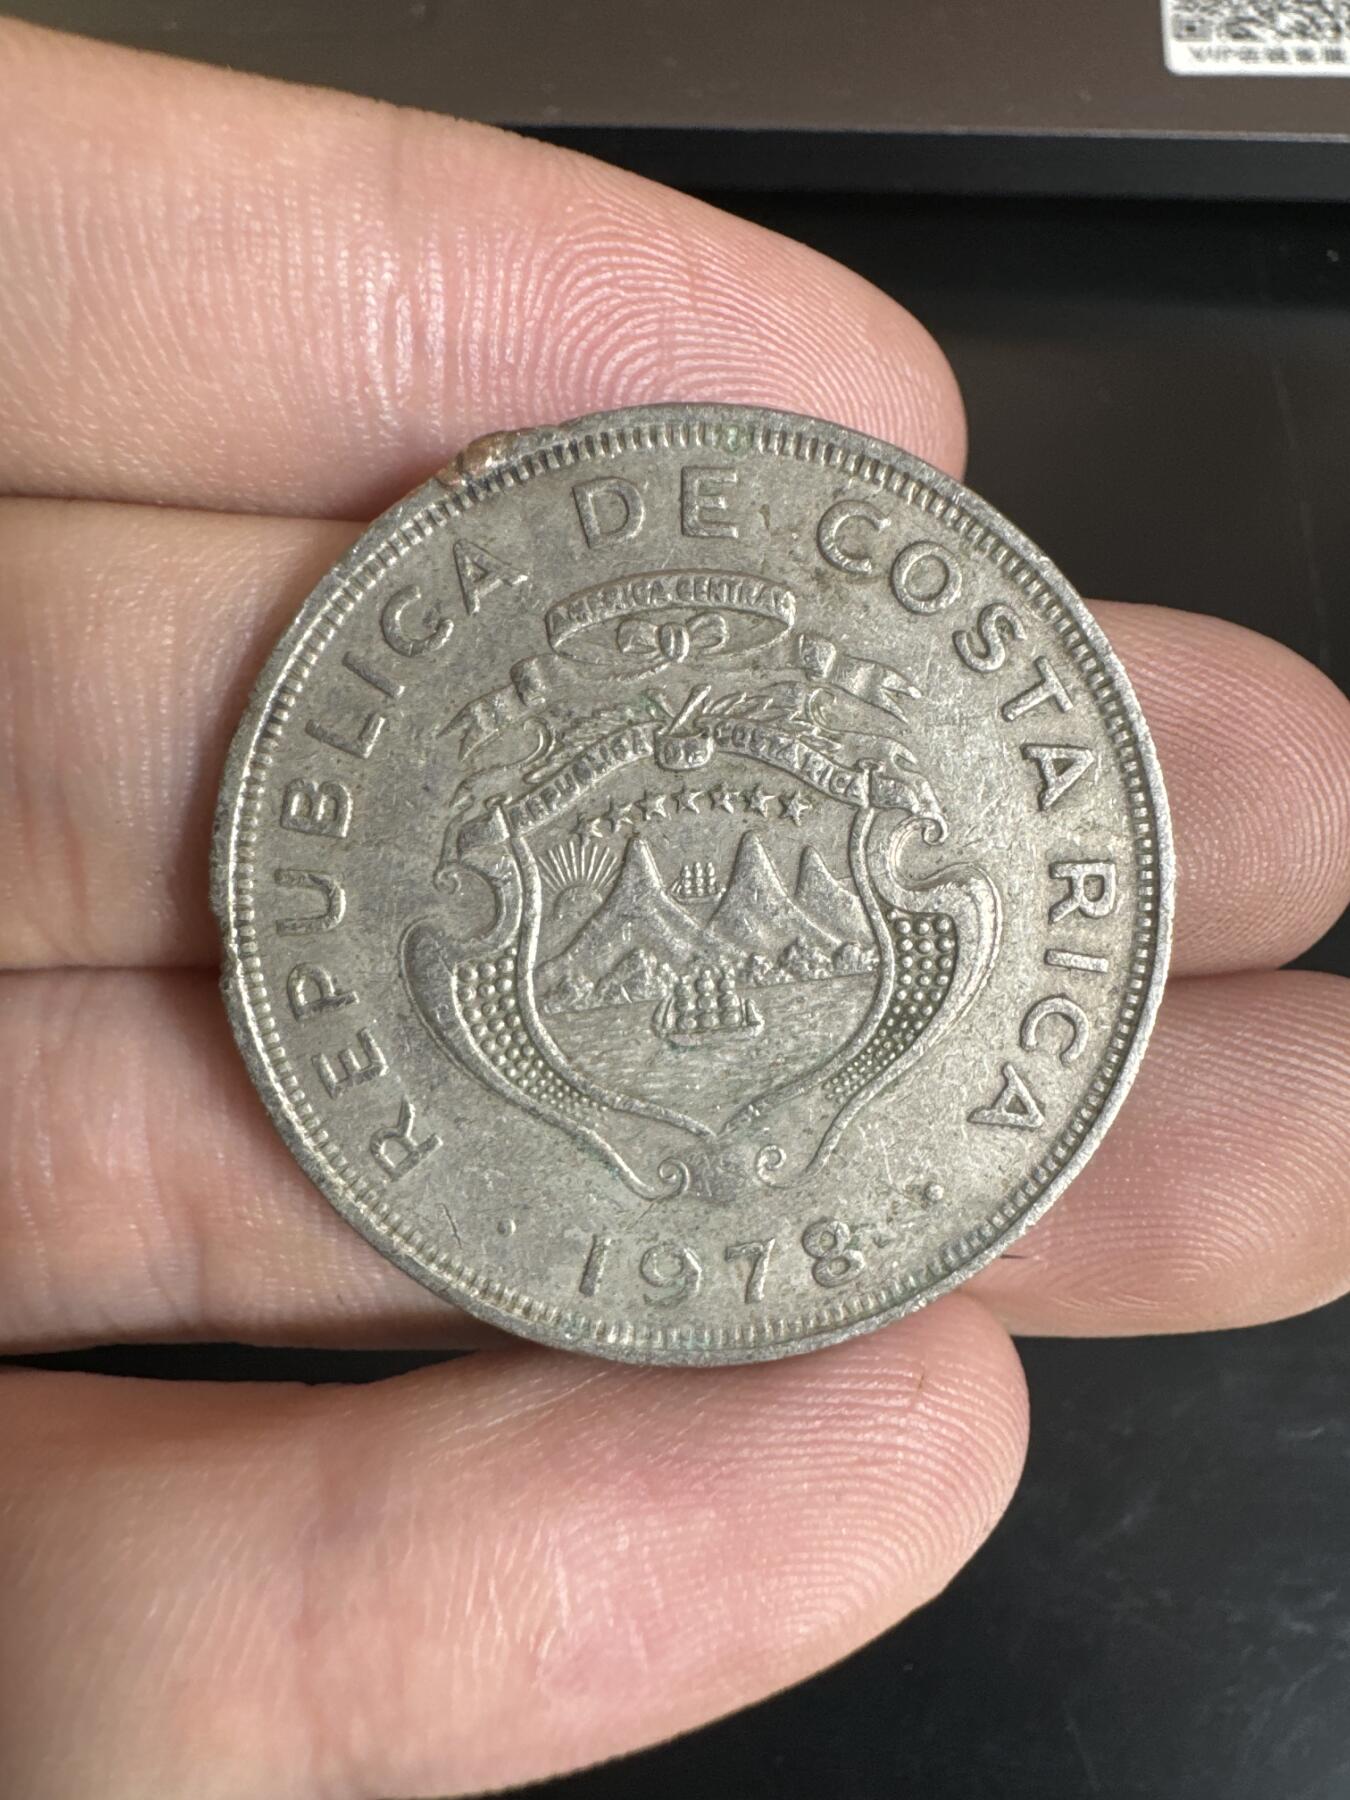 REPUBLICA DE COSTA RICA
AMERICA CENTRAL
REPUBLICA DE COSTA RICA
1978